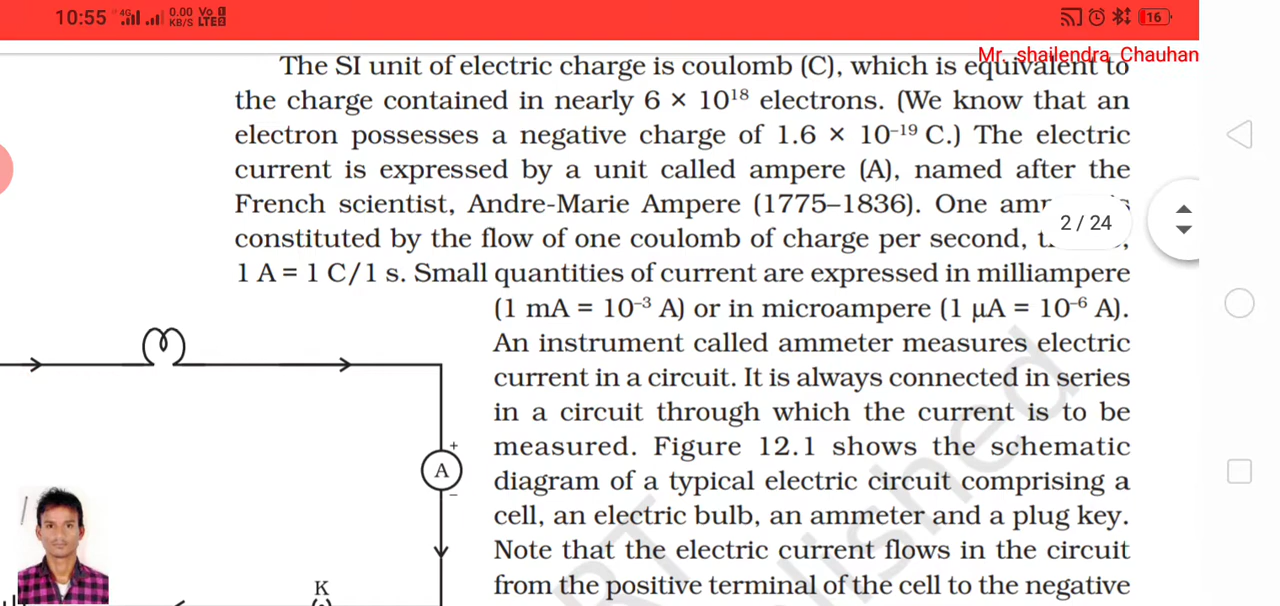 10:55 4G 0.00 KB/S Vo LTE 16
Mr. shailendra Chauhan
The SI unit of electric charge is coulomb (C), which is equivalent to
the charge contained in nearly 6 × 10¹⁸ electrons. (We know that an
electron possesses a negative charge of 1.6 × 10⁻¹⁹ C.) The electric
current is expressed by a unit called ampere (A), named after the
French scientist, Andre-Marie Ampere (1775–1836). One
2 / 24
constituted by the flow of one coulomb of charge per second,
1 A = 1 C/1 s. Small quantities of current are expressed in milliampere
(1 mA = 10⁻³ A) or in microampere (1 µA = 10⁻⁶ A).
An instrument called ammeter measures electric
current in a circuit. It is always connected in series
in a circuit through which the current is to be
measured. Figure 12.1 shows the schematic
diagram of a typical electric circuit comprising a
cell, an electric bulb, an ammeter and a plug key.
Note that the electric current flows in the circuit
from the positive terminal of the cell to the negative
+
A
–
K